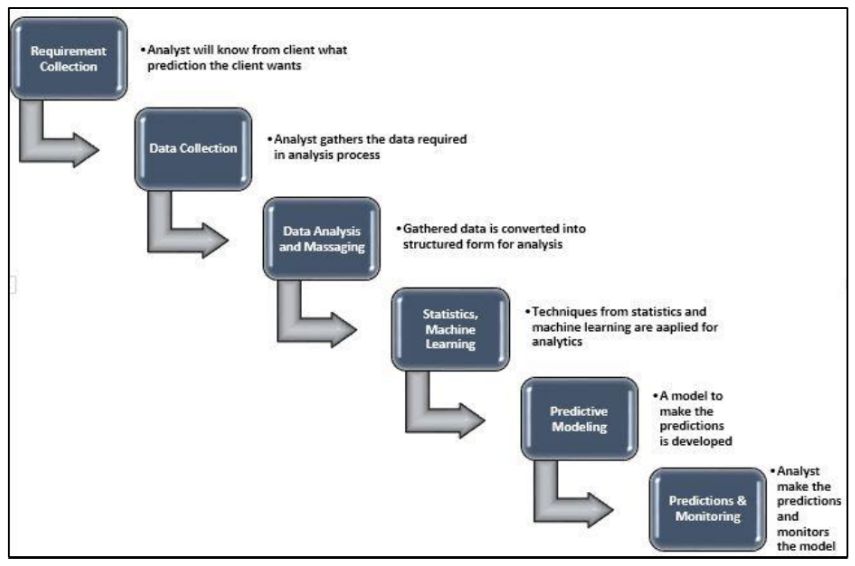 Requirement
Collection
•Analyst will know from client what
prediction the client wants
Data Collection
•Analyst gathers the data required
in analysis process
Data Analysis
and Massaging
•Gathered data is converted into
structured form for analysis
Statistics,
Machine
Learning
•Techniques from statistics and
machine learning are aaplied for
analytics
Predictive
Modeling
•A model to
make the
predictions
is developed
Predictions &
Monitoring
•Analyst
make the
predictions
and
monitors
the model